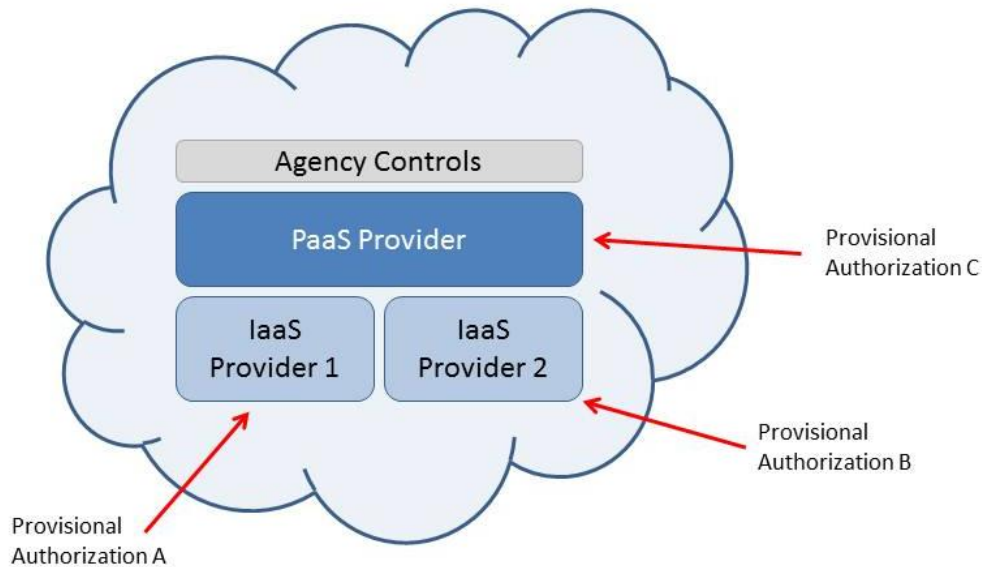 Agency Controls
PaaS Provider
Provisional
Authorization C
IaaS
Provider 1
IaaS
Provider 2
Provisional
Authorization B
Provisional
Authorization A